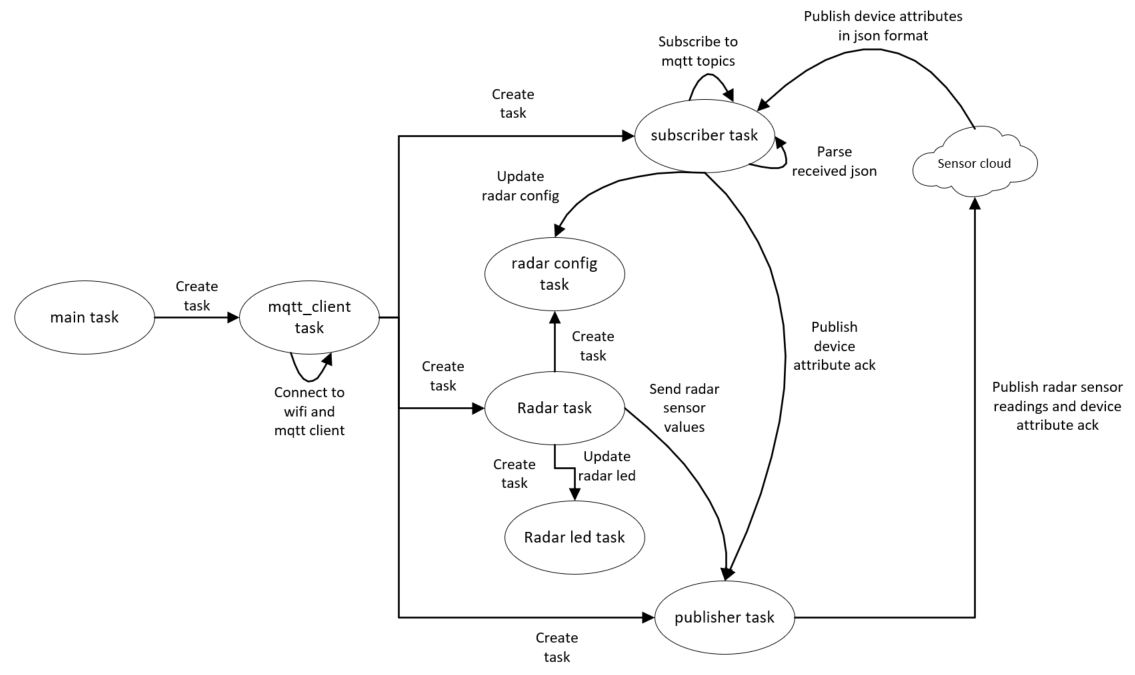 Publish device attributes
in json format
Subscribe to
mqtt topics
Create
task
subscriber task
Parse
received json
Sensor cloud
Update
radar config
radar config
task
Create
task
main task
mqtt_client
task
Connect to
wifi and
mqtt client
Create
task
Create
task
Radar task
Send radar
sensor
values
Publish
device
attribute ack
Publish radar sensor
readings and device
attribute ack
Create
task
Update
radar led
Radar led task
publisher task
Create
task